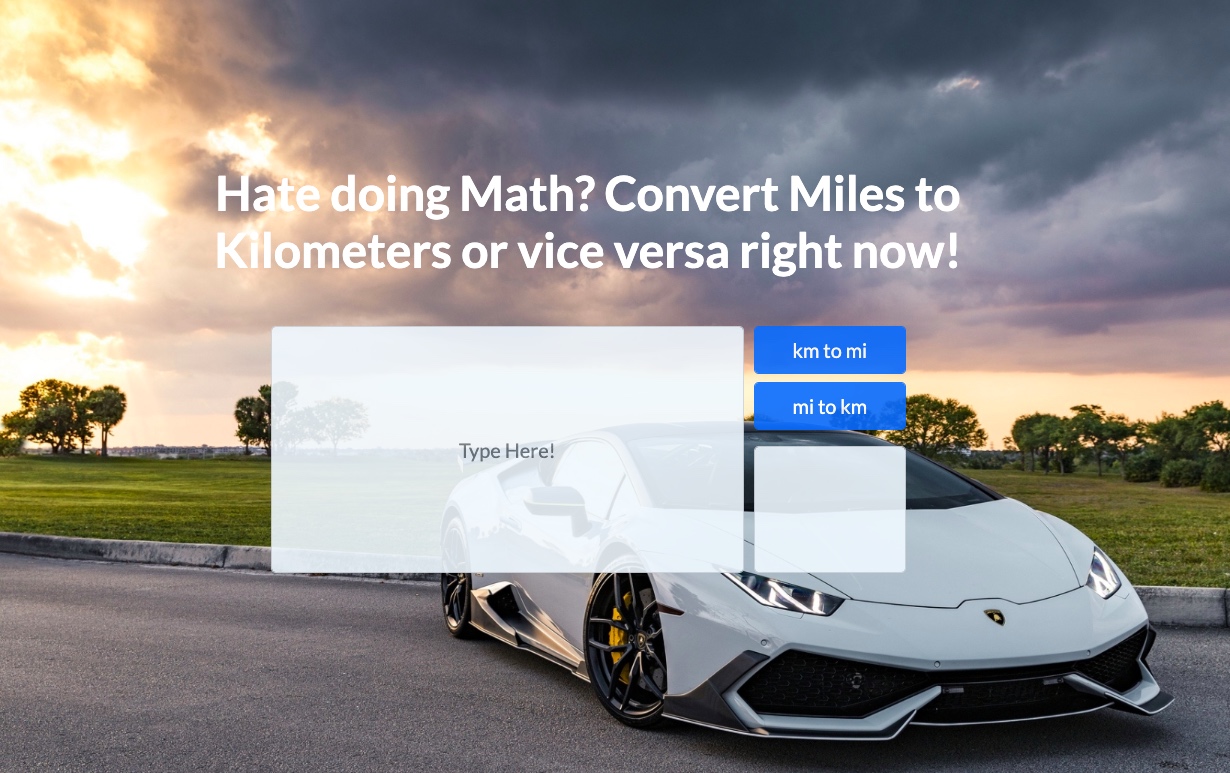 Hate doing Math? Convert Miles to
Kilometers or vice versa right now!
km to mi
mi to km
Type Here!